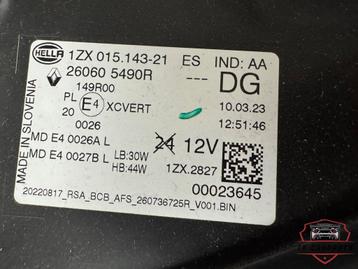 HELLA 1ZX 015.143-21 ES IND: AA
26060 5490R --- DG
149R00 10.03.23
PL E4 XCVERT 12:51:46
20
0026
MD E4 0026A L 24 12V
MD E4 0027B L LB:30W 1ZX.2827
HB:44W 00023645
20220817_RSA_BCB_AFS_260736725R_V001.BIN
MADE IN SLOVENIA